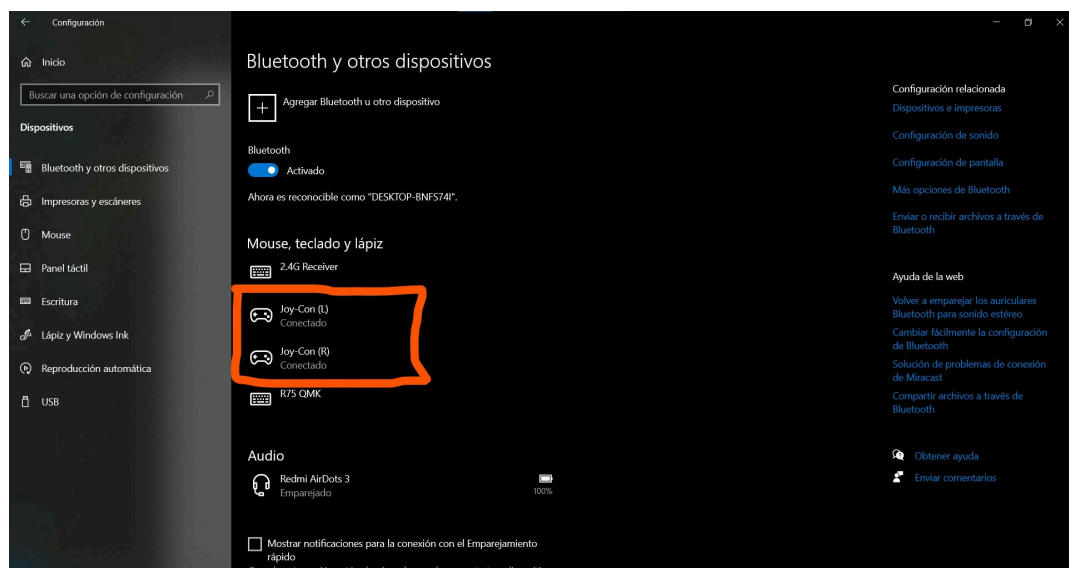 Configuración
Inicio
Buscar una opción de configuración
Dispositivos
Bluetooth y otros dispositivos
Impresoras y escáneres
Mouse
Panel táctil
Escritura
Lápiz y Windows Ink
Reproducción automática
USB
Bluetooth y otros dispositivos
Agregar Bluetooth u otro dispositivo
Bluetooth
Activado
Ahora es reconocible como "DESKTOP-BNFS74I".
Mouse, teclado y lápiz
2.4G Receiver
Joy-Con (L)
Conectado
Joy-Con (R)
Conectado
R75 QMK
Audio
Redmi AirDots 3
Emparejado
100%
Mostrar notificaciones para la conexión con el Emparejamiento
rápido
Configuración relacionada
Dispositivos e impresoras
Configuración de sonido
Configuración de pantalla
Más opciones de Bluetooth
Enviar o recibir archivos a través de
Bluetooth
Ayuda de la web
Volver a emparejar los auriculares
Bluetooth para sonido estéreo
Cambiar fácilmente la configuración
de Bluetooth
Solución de problemas de conexión
de Miracast
Compartir archivos a través de
Bluetooth
Obtener ayuda
Enviar comentarios